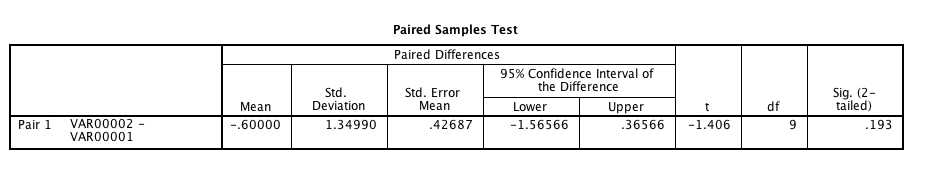 Paired Samples Test
Paired Differences
95% Confidence Interval of
the Difference
Mean
Std.
Deviation
Std. Error
Mean
Lower
Upper
t
df
Sig. (2-
tailed)
Pair 1 VAR00002 - -.60000 1.34990 .42687 -1.56566 .36566 -1.406 9 .193
VAR00001